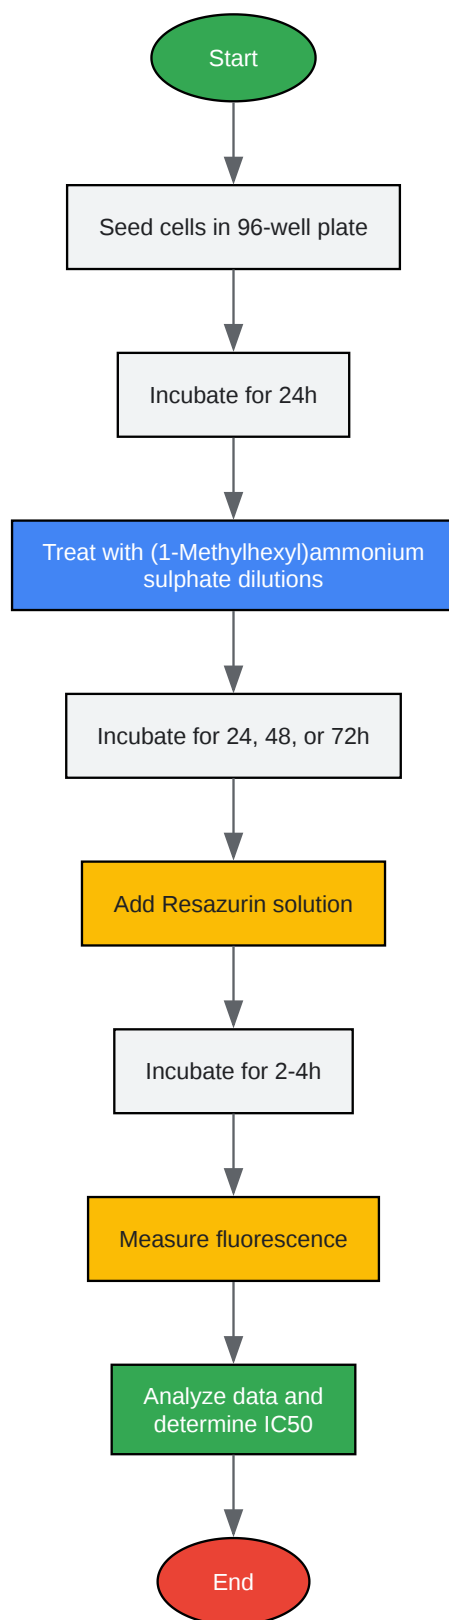 Start
Seed cells in 96-well plate
Incubate for 24h
Treat with (1-Methylhexyl)ammonium
sulphate dilutions
Incubate for 24, 48, or 72h
Add Resazurin solution
Incubate for 2-4h
Measure fluorescence
Analyze data and
determine IC50
End